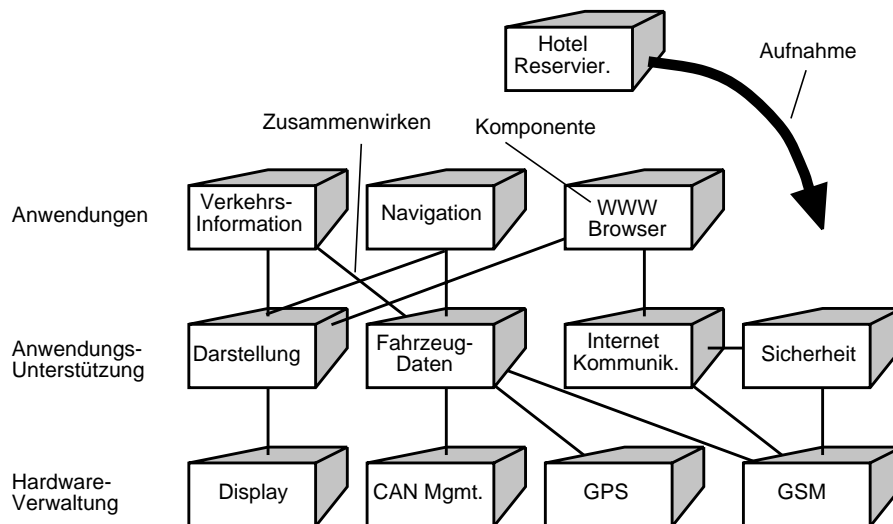 Hotel
Reservier.
Aufnahme
Zusammenwirken
Komponente
Anwendungen
Verkehrs-
Information
Navigation
WWW
Browser
Anwendungs-
Unterstützung
Darstellung
Fahrzeug-
Daten
Internet
Kommunik.
Sicherheit
Hardware-
Verwaltung
Display
CAN Mgmt.
GPS
GSM